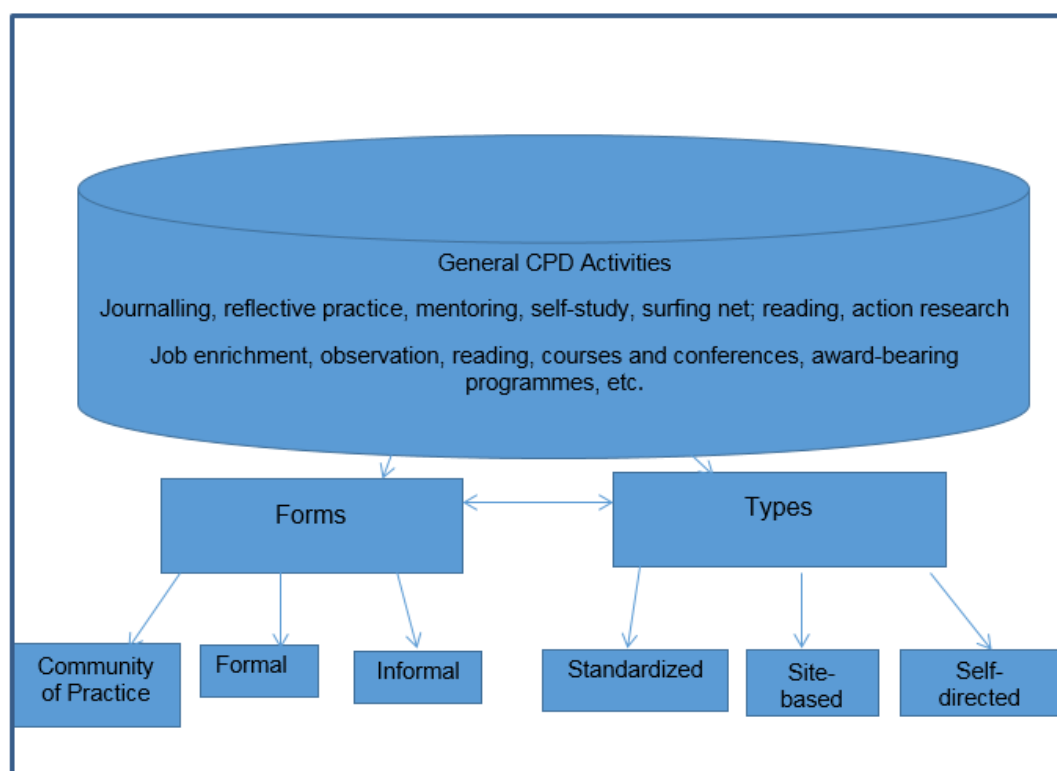 General CPD Activities
Journalling, reflective practice, mentoring, self-study, surfing net; reading, action research
Job enrichment, observation, reading, courses and conferences, award-bearing
programmes, etc.
Forms
Types
Community
of Practice
Formal
Informal
Standardized
Site-
based
Self-
directed